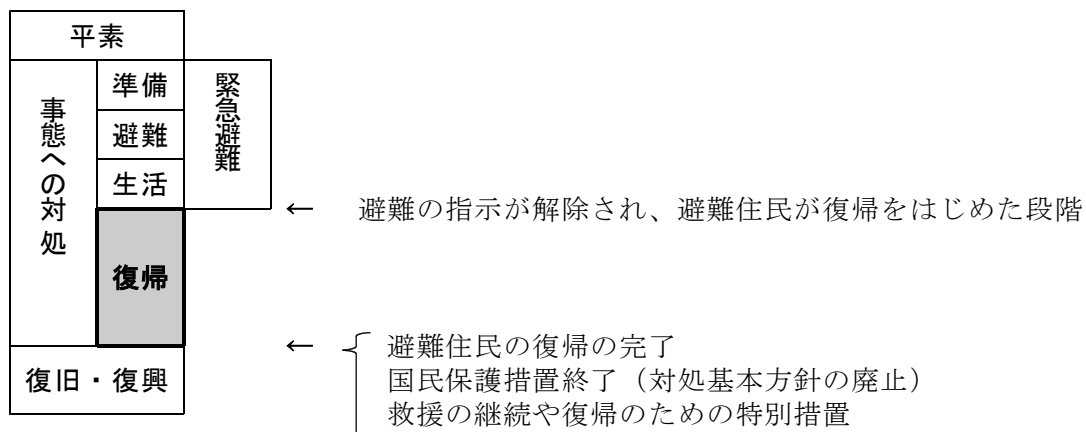 平素
事態への対処
準備
避難
生活
復帰
緊急避難
復旧・復興
← 避難の指示が解除され、避難住民が復帰をはじめた段階
← 避難住民の復帰の完了
国民保護措置終了（対処基本方針の廃止）
救援の継続や復帰のための特別措置